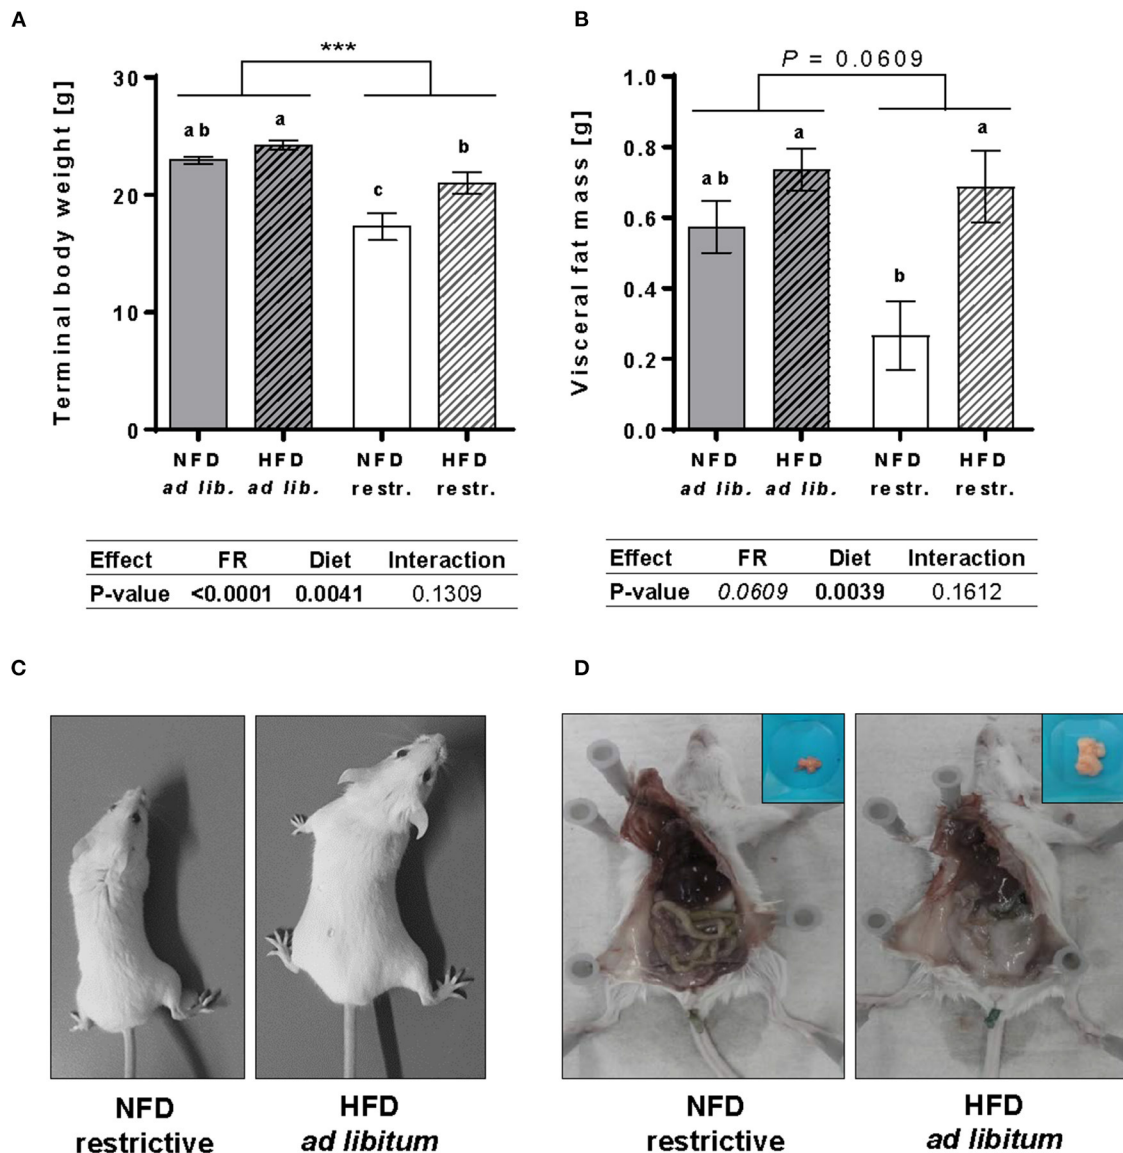 A
Terminal body weight [g]
***
30
20
10
0
a b
a
c
b
NFD HFD NFD HFD
ad lib. ad lib. restr. restr.
Effect FR Diet Interaction
P-value <0.0001 0.0041 0.1309
B
Visceral fat mass [g]
P = 0.0609
1.0
0.8
0.6
0.4
0.2
0.0
a b
a
b
a
NFD HFD NFD HFD
ad lib. ad lib. restr. restr.
Effect FR Diet Interaction
P-value 0.0609 0.0039 0.1612
C
NFD
restrictive
HFD
ad libitum
D
NFD
restrictive
HFD
ad libitum